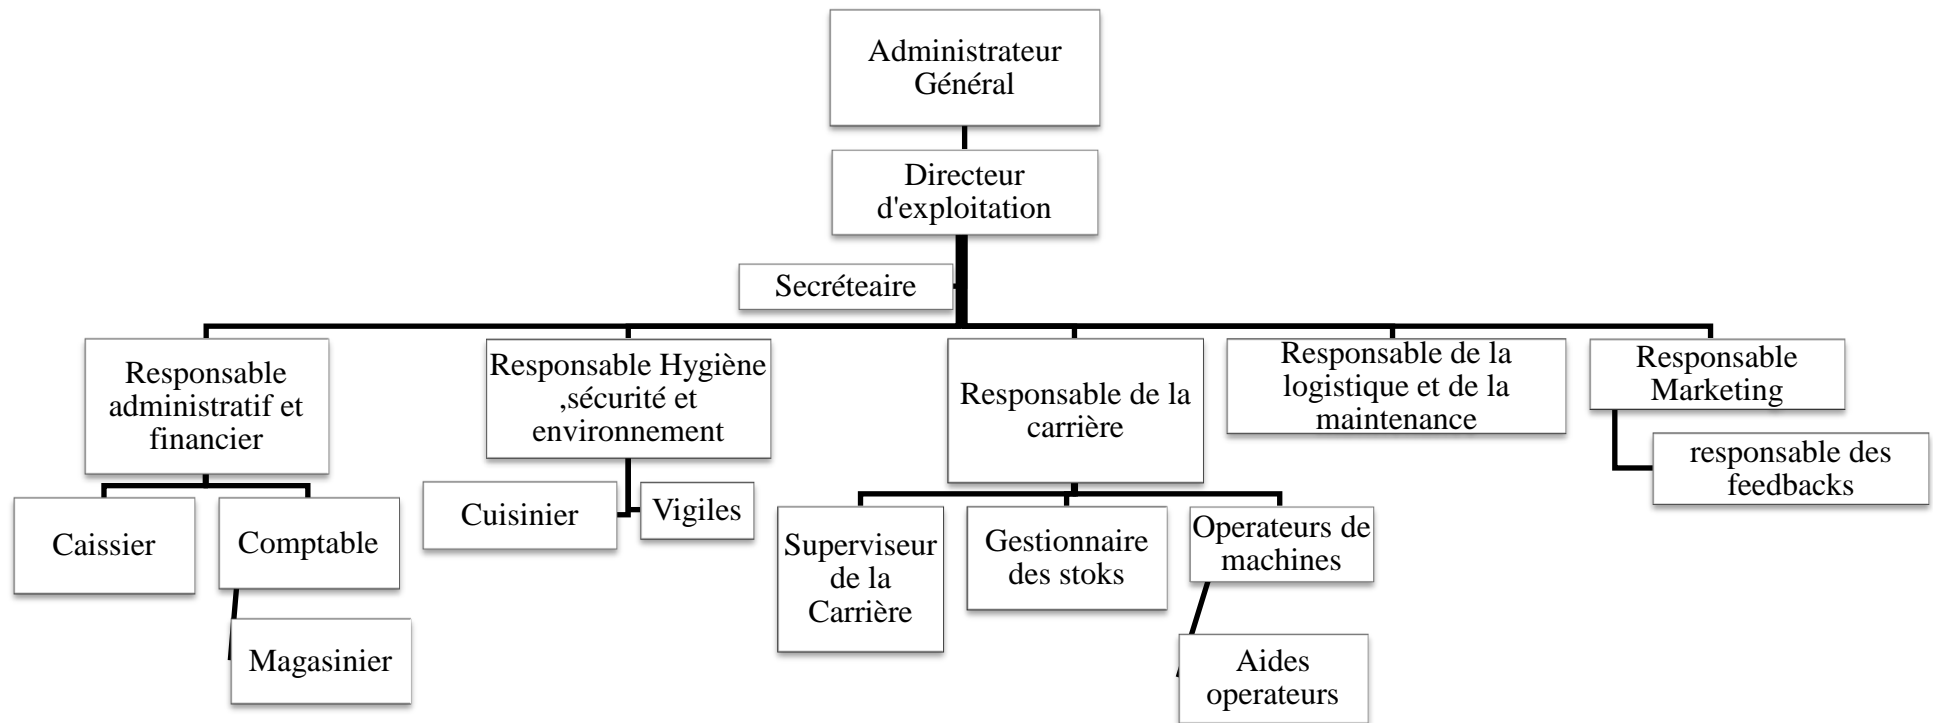 Administrateur
Général
Directeur
d'exploitation
Secréteaire
Responsable
administratif et
financier
Responsable Hygiène
,sécurité et
environnement
Responsable de la
carrière
Responsable de la
logistique et de la
maintenance
Responsable
Marketing
responsable des
feedbacks
Caissier
Comptable
Magasinier
Cuisinier
Vigiles
Superviseur
de la
Carrière
Gestionnaire
des stoks
Operateurs de
machines
Aides
operateurs